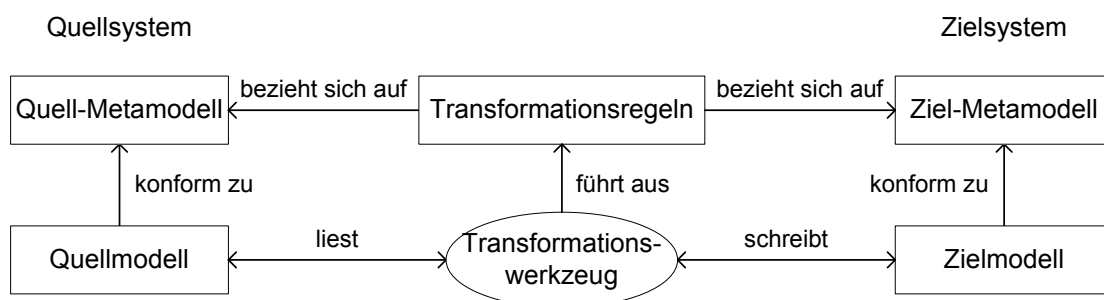 Quellsystem
Zielsystem
Quell-Metamodell
bezieht sich auf
Transformationsregeln
bezieht sich auf
Ziel-Metamodell
konform zu
führt aus
konform zu
Quellmodell
liest
Transformations-
werkzeug
schreibt
Zielmodell